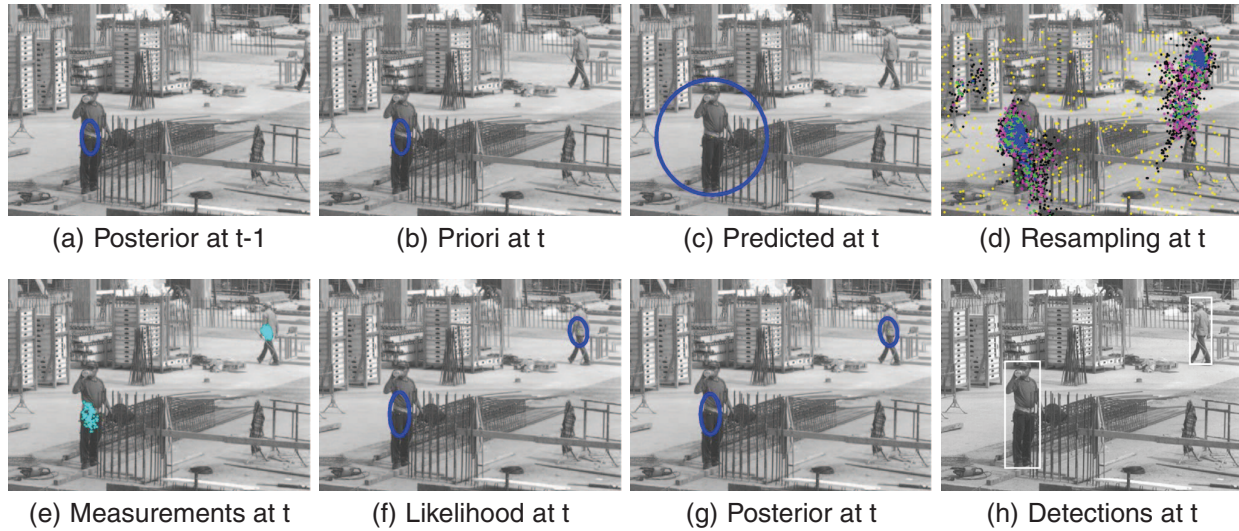 (a) Posterior at t-1
(b) Priori at t
(c) Predicted at t
(d) Resampling at t
(e) Measurements at t
(f) Likelihood at t
(g) Posterior at t
(h) Detections at t